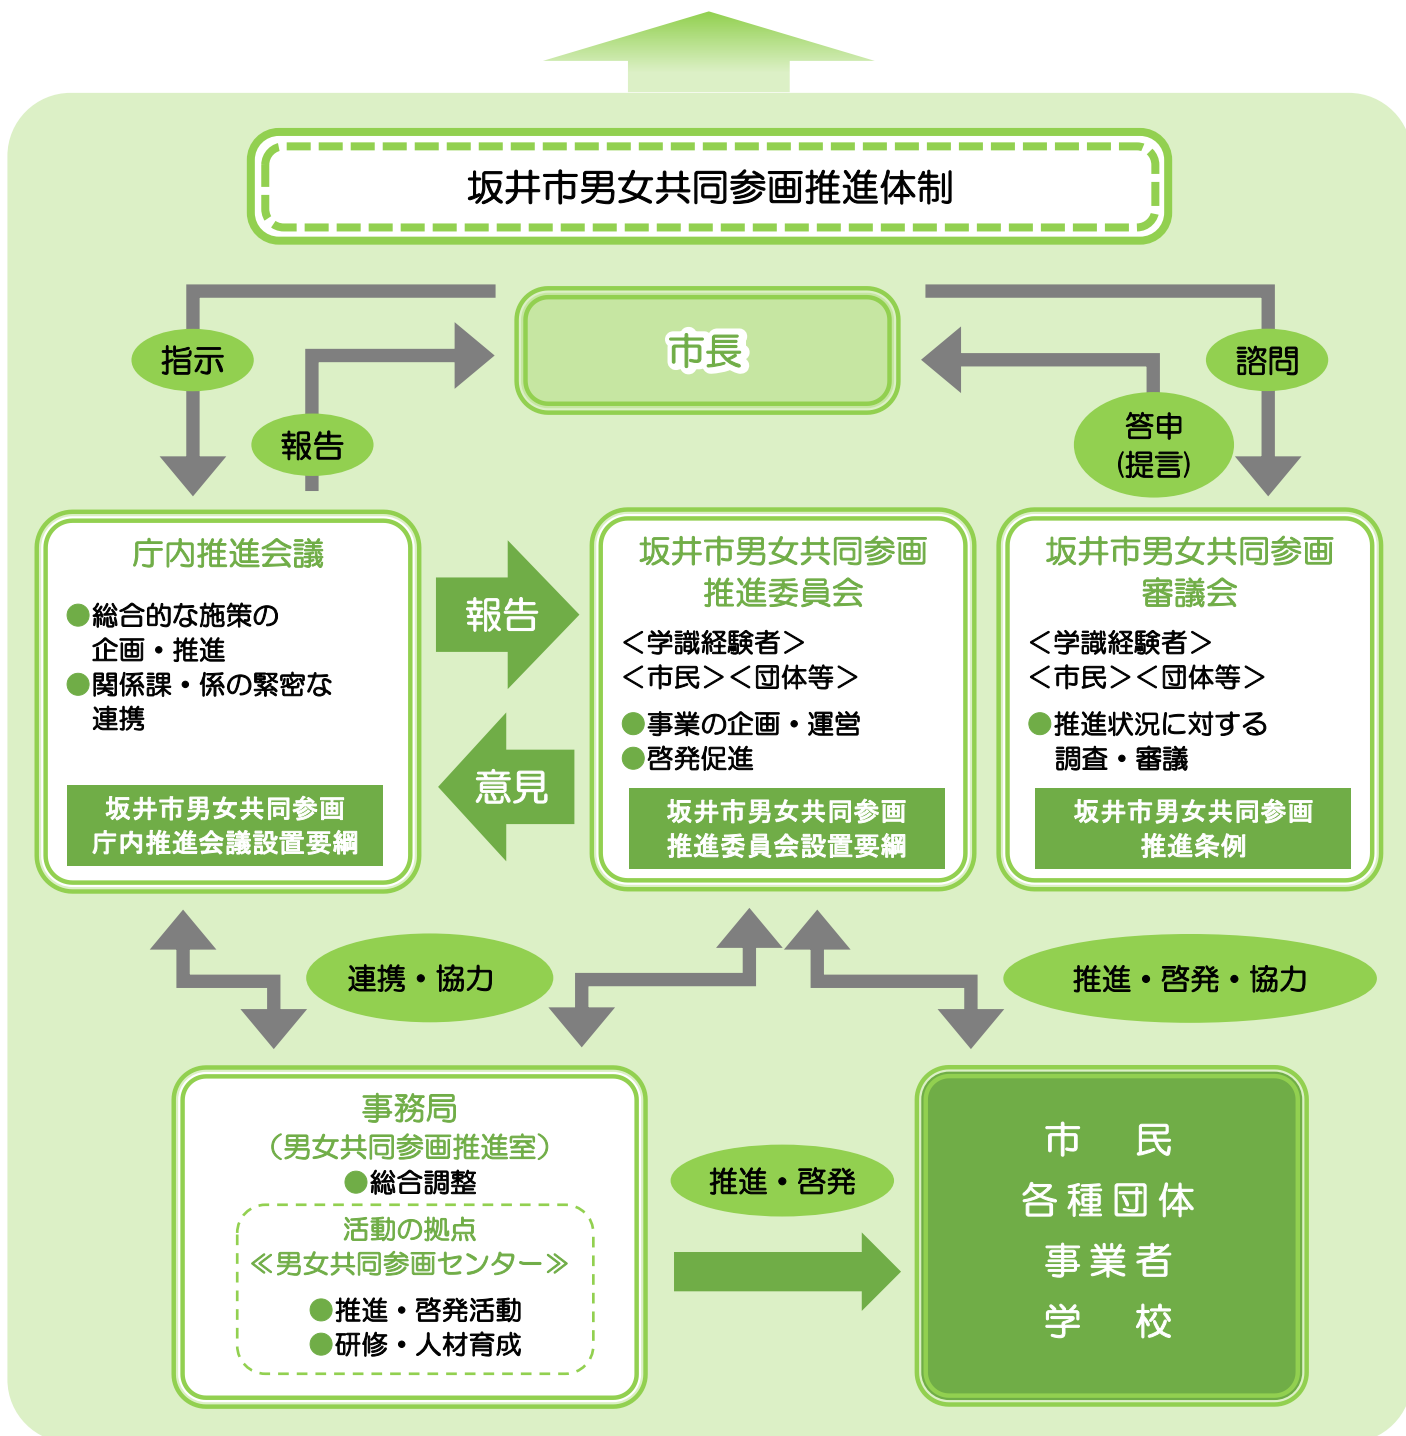 坂井市男女共同参画推進体制
市長
指示
報告
諮問
答申
(提言)
庁内推進会議
●総合的な施策の
企画・推進
●関係課・係の緊密な
連携
坂井市男女共同参画
庁内推進会議設置要綱
報告
意見
坂井市男女共同参画
推進委員会
＜学識経験者＞
＜市民＞＜団体等＞
●事業の企画・運営
●啓発促進
坂井市男女共同参画
推進委員会設置要綱
坂井市男女共同参画
審議会
＜学識経験者＞
＜市民＞＜団体等＞
●推進状況に対する
調査・審議
坂井市男女共同参画
推進条例
連携・協力
推進・啓発・協力
事務局
（男女共同参画推進室）
●総合調整
活動の拠点
≪男女共同参画センター≫
●推進・啓発活動
●研修・人材育成
推進・啓発
市　民
各種団体
事業者
学　校